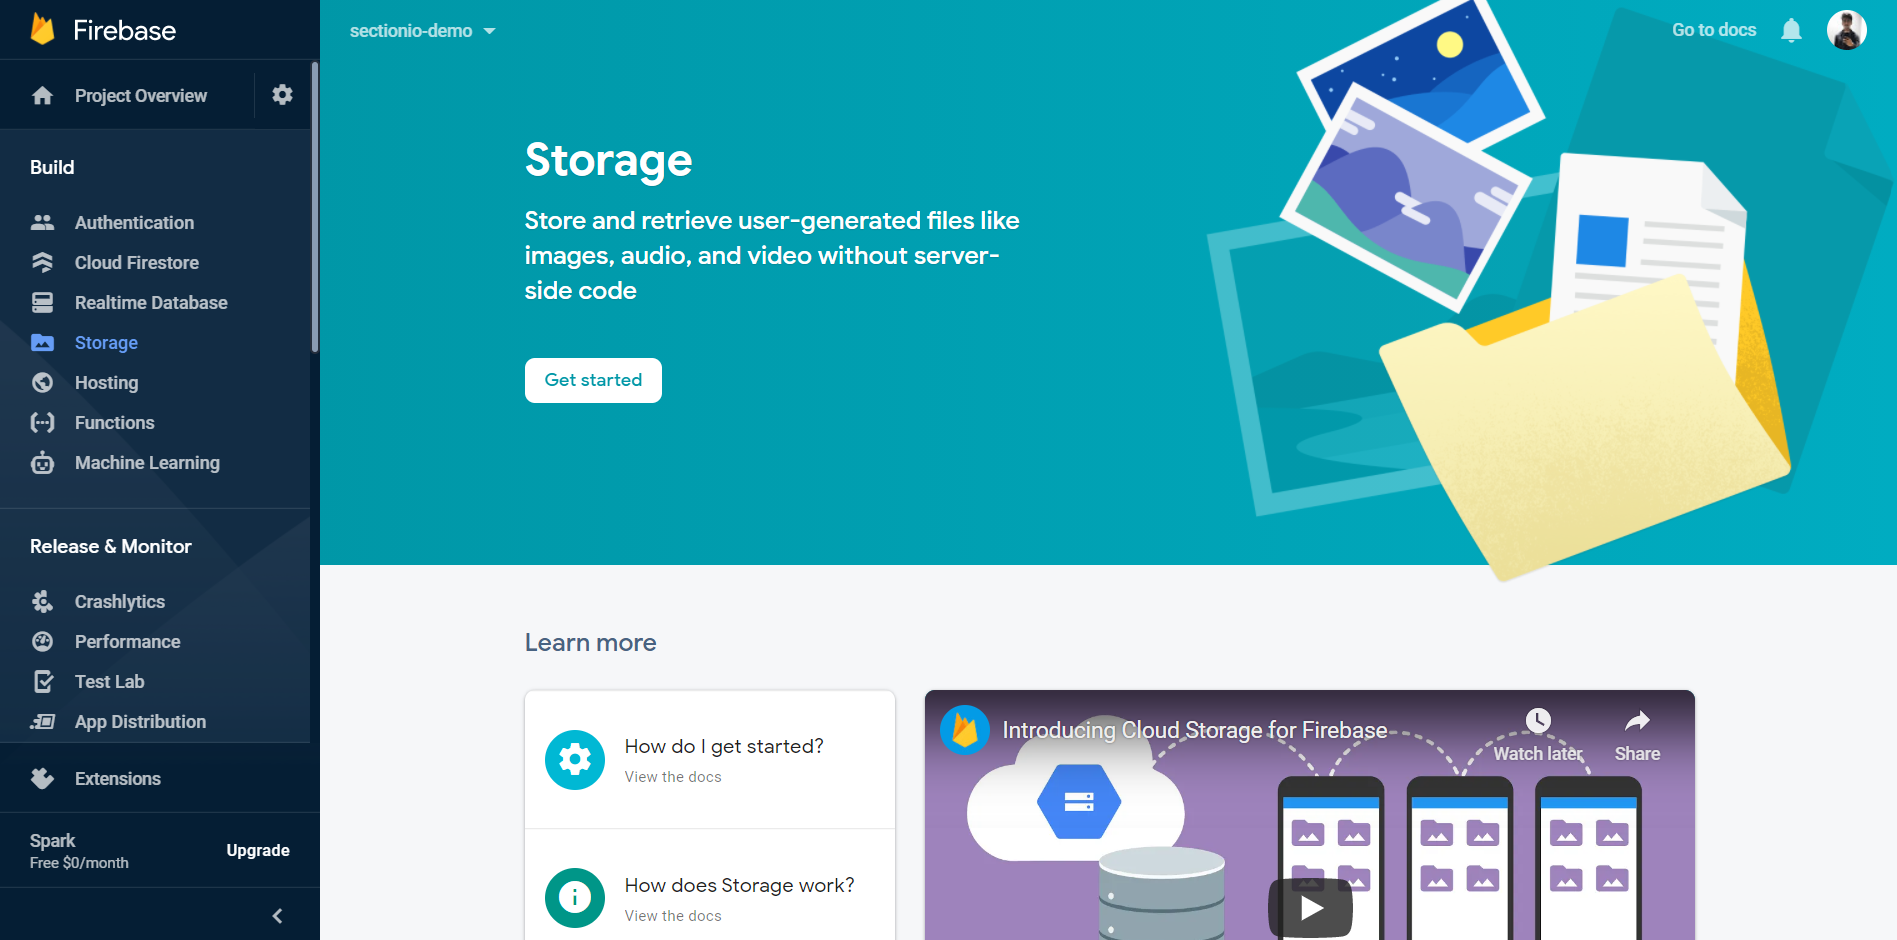 Firebase
Project Overview
Build
Authentication
Cloud Firestore
Realtime Database
Storage
Hosting
Functions
Machine Learning
Release & Monitor
Crashlytics
Performance
Test Lab
App Distribution
Extensions
Spark
Free $0/month
Upgrade
sectionio-demo
Go to docs
Storage
Store and retrieve user-generated files like
images, audio, and video without server-
side code
Get started
Learn more
How do I get started?
View the docs
How does Storage work?
View the docs
Introducing Cloud Storage for Firebase
Watch later
Share